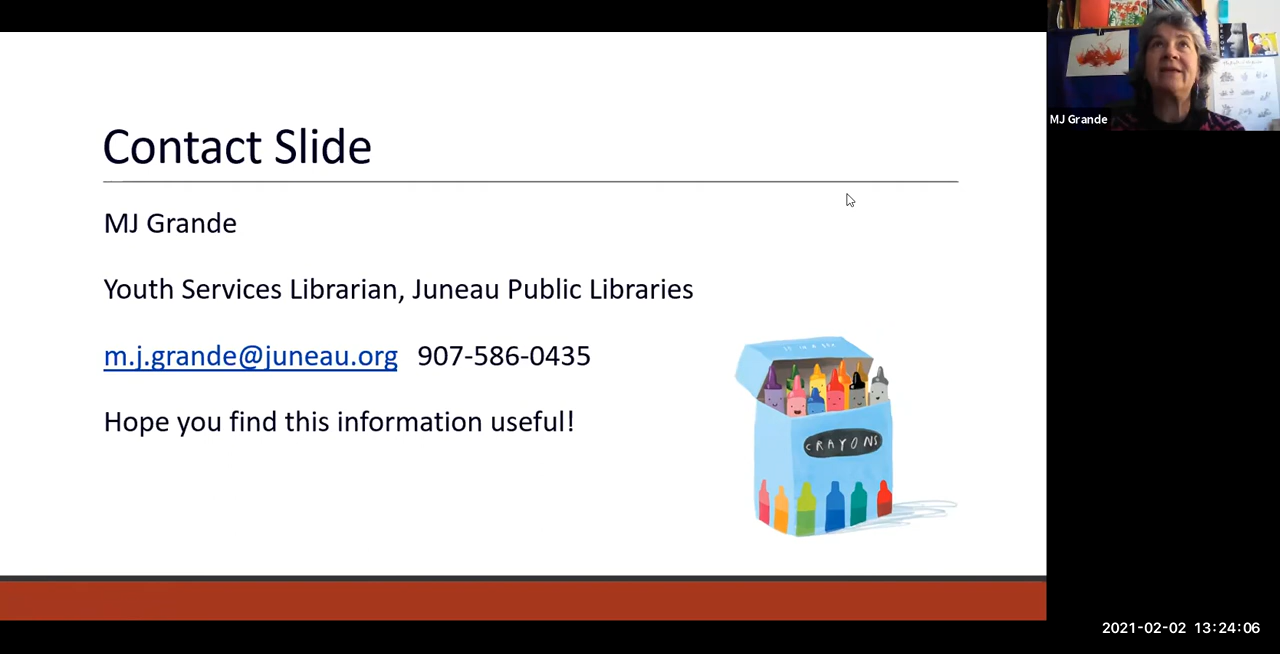 Contact Slide
MJ Grande
Youth Services Librarian, Juneau Public Libraries
m.j.grande@juneau.org 907-586-0435
Hope you find this information useful!
CRAYONS
MJ Grande
2021-02-02 13:24:06